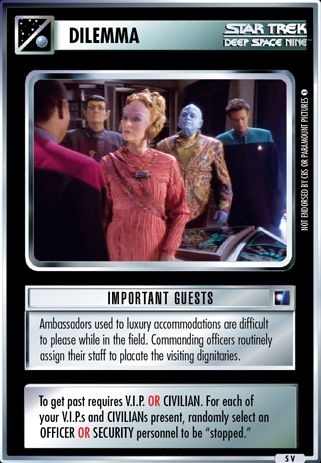 DILEMMA
STAR TREK
DEEP SPACE NINE
NOT ENDORSED BY CBS OR PARAMOUNT PICTURES
IMPORTANT GUESTS
Ambassadors used to luxury accommodations are difficult
to please while in the field. Commanding officers routinely
assign their staff to placate the visiting dignitaries.
To get past requires V.I.P. OR CIVILIAN. For each of
your V.I.P.s and CIVILIANs present, randomly select an
OFFICER OR SECURITY personnel to be “stopped.”
5 V